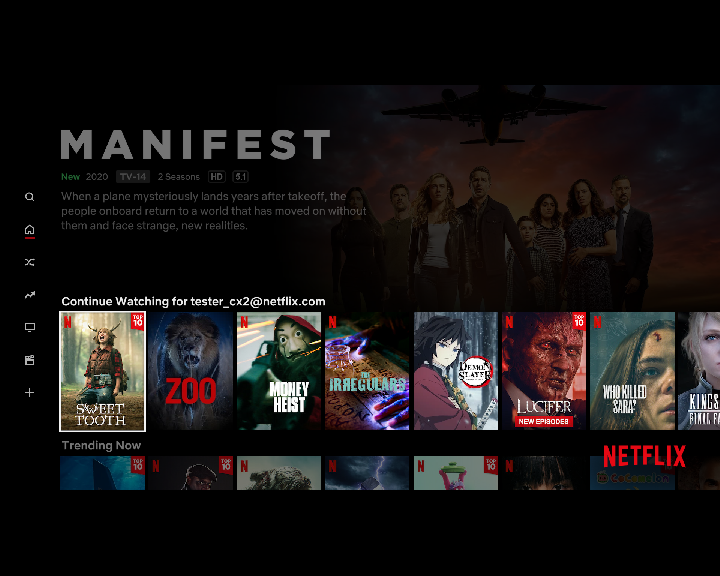 MANIFEST
New 2020 TV-14 2 Seasons HD 5.1
When a plane mysteriously lands years after takeoff, the
people onboard return to a world that has moved on without
them and face strange, new realities.
Continue Watching for tester_cx2@netflix.com
N TOP 10
SWEET
TOOTH
ZOO
N
MONEY
HEIST
N
THE
IRREGULARS
DEMON
SLAYER
N TOP 10
LUCIFER
NEW EPISODES
N
WHO KILLED
SARA?
KINGS
FINAL FA
Trending Now
NETFLIX
TOP 10
N TOP 10
N
N
N
N